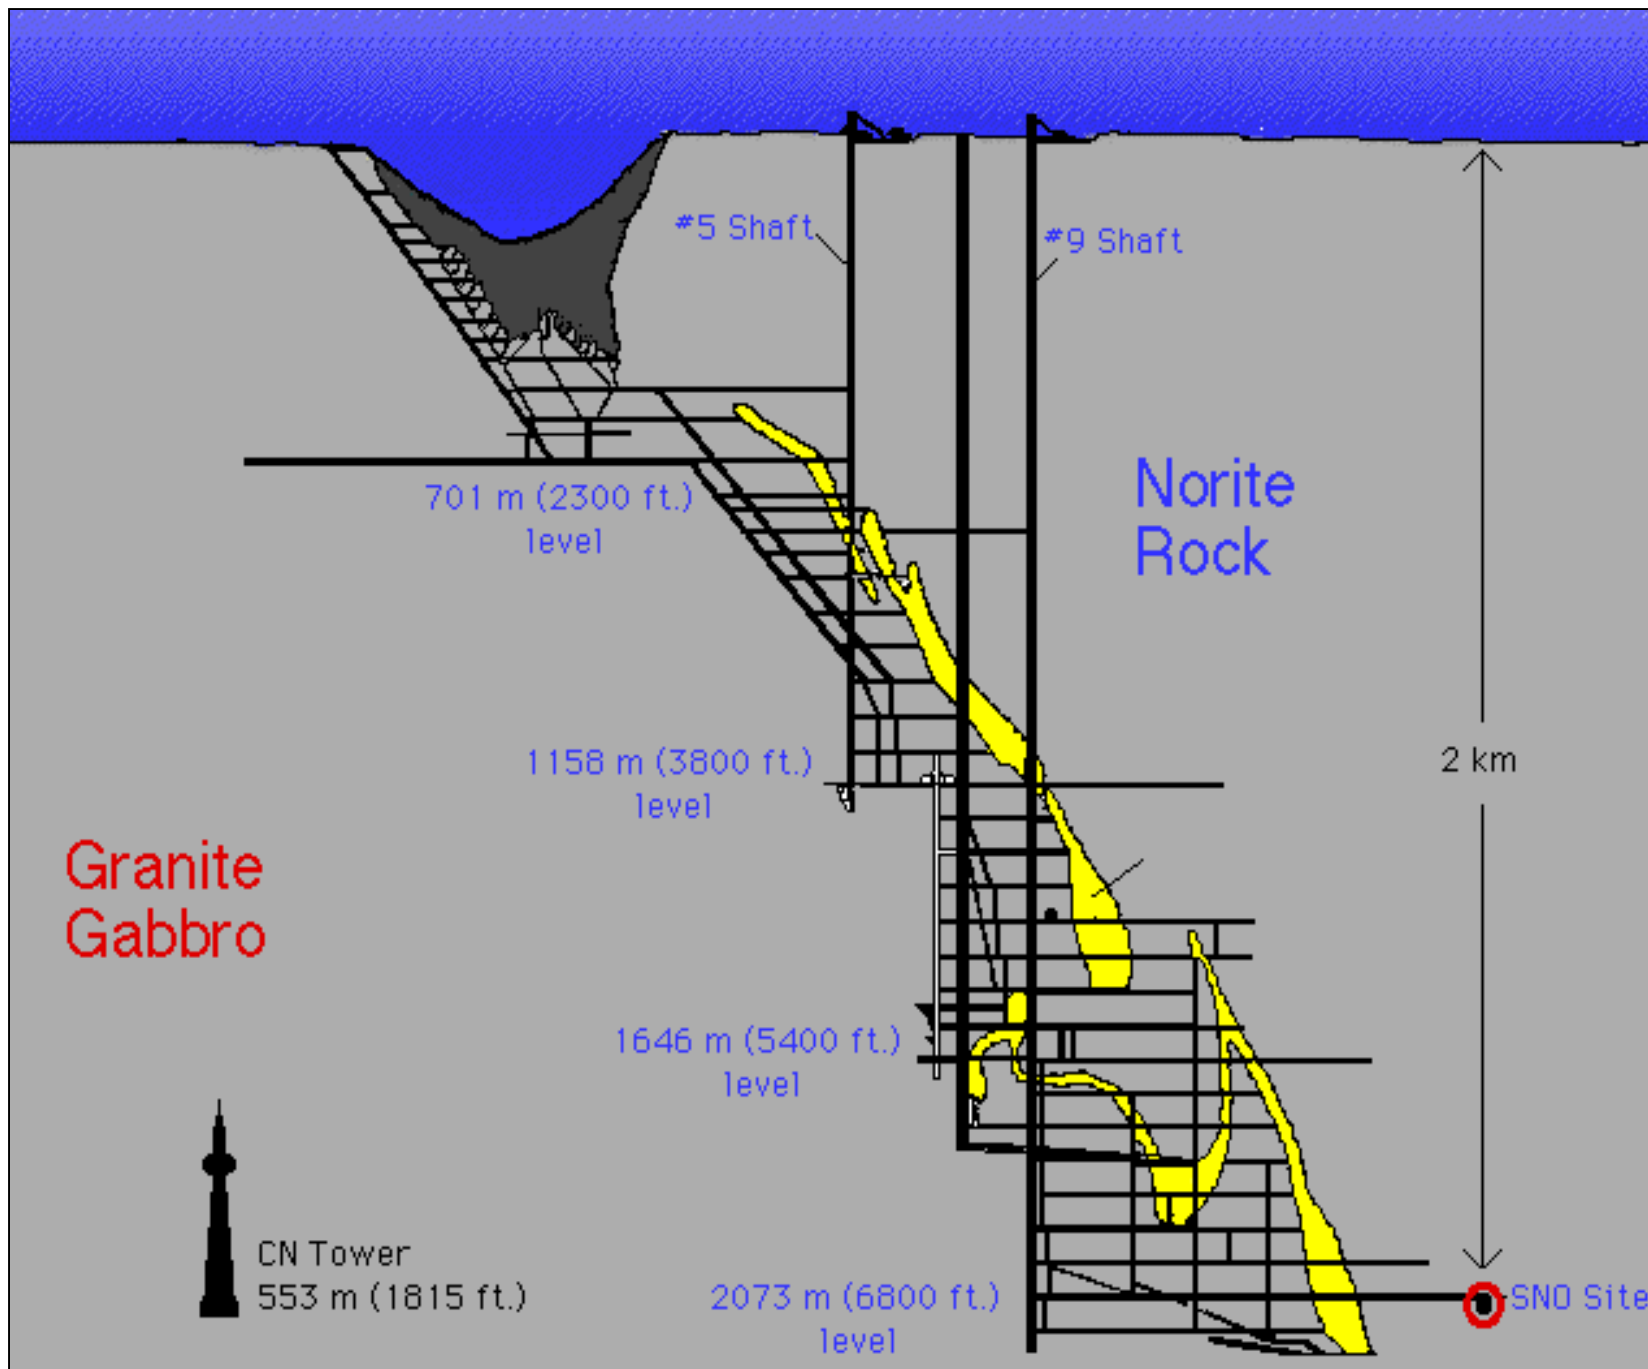 #5 Shaft
#9 Shaft
701 m (2300 ft.)
level
Norite
Rock
1158 m (3800 ft.)
level
2 km
Granite
Gabbro
1646 m (5400 ft.)
level
CN Tower
553 m (1815 ft.)
2073 m (6800 ft.)
level
SNO Site